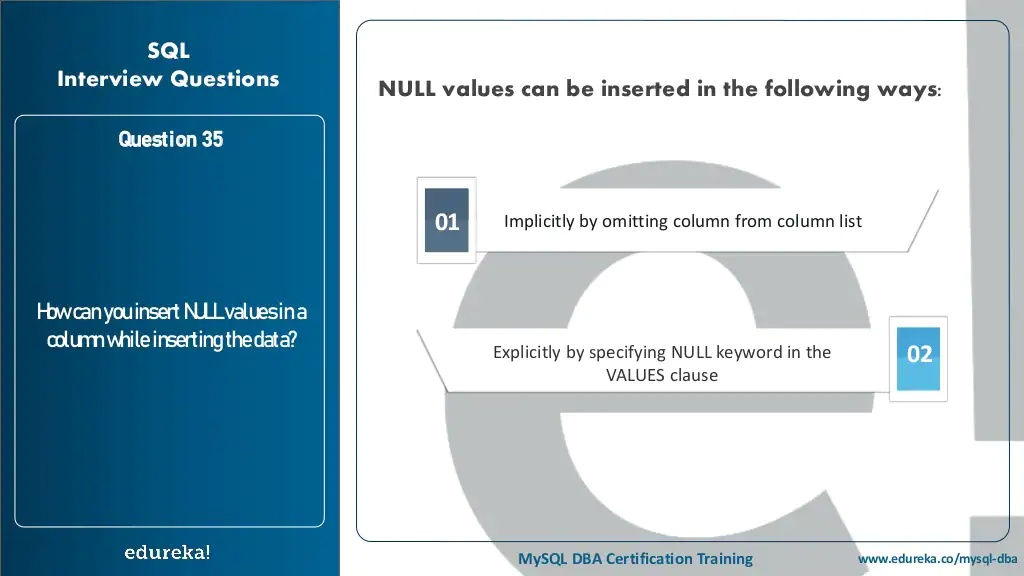 SQL
Interview Questions
Question 35
How can you insert NULL values in a
column while inserting the data?
edureka!
NULL values can be inserted in the following ways:
01
Implicitly by omitting column from column list
Explicitly by specifying NULL keyword in the
VALUES clause
02
MySQL DBA Certification Training
www.edureka.co/mysql-dba